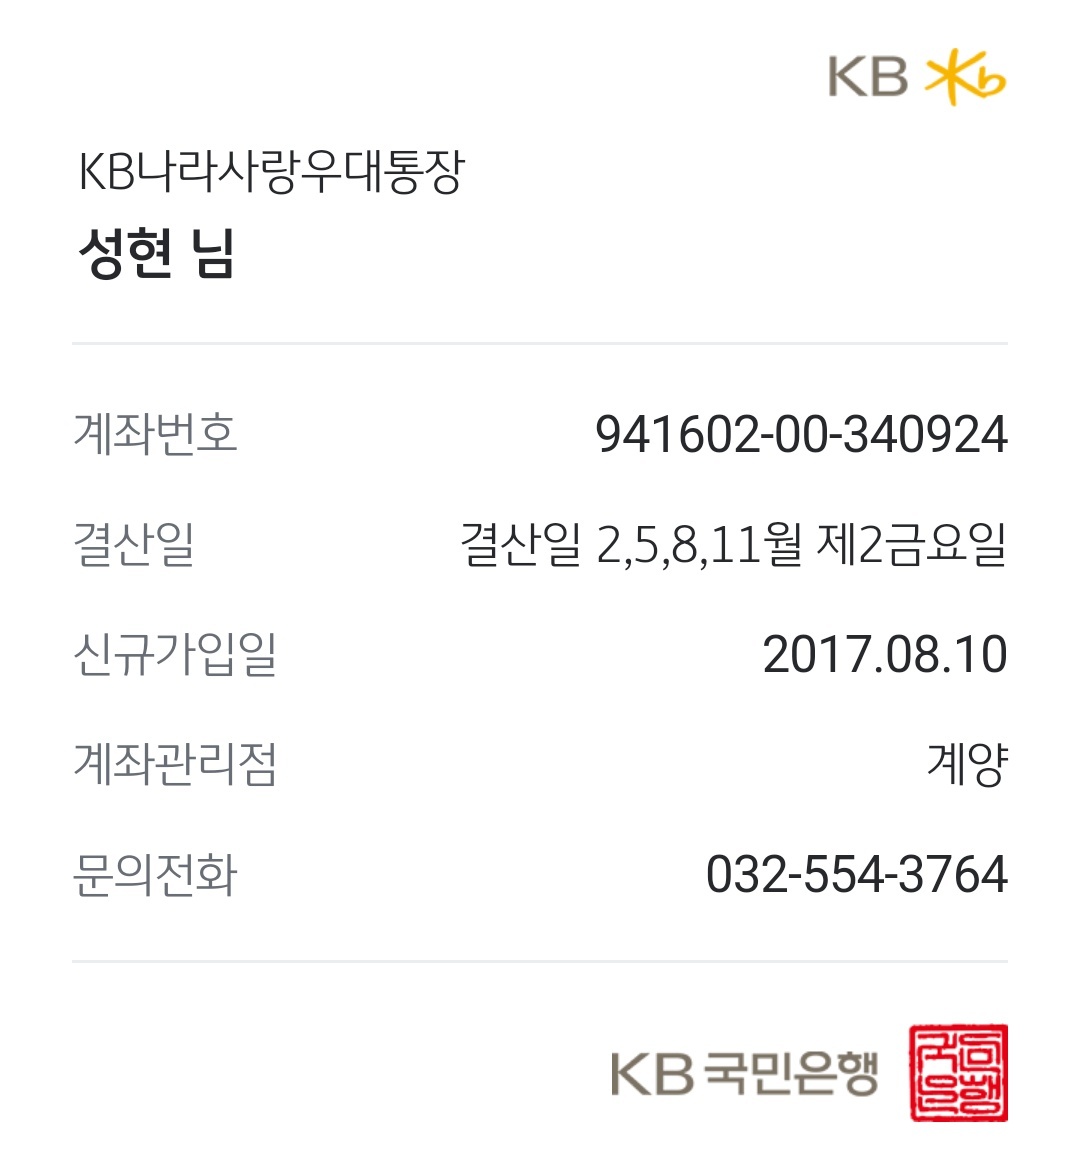 KB
KB나라사랑우대통장
성현 님
계좌번호 941602-00-340924
결산일 결산일 2,5,8,11월 제2금요일
신규가입일 2017.08.10
계좌관리점 계양
문의전화 032-554-3764
KB국민은행
국민은행